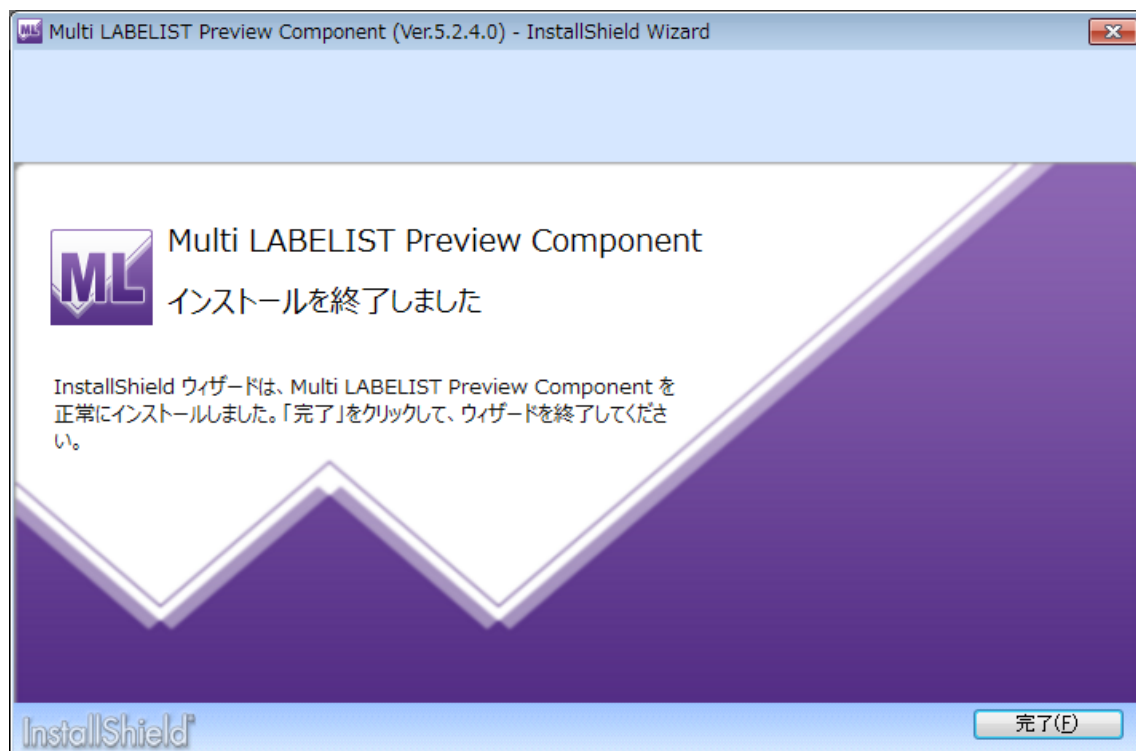 Multi LABELIST Preview Component (Ver.5.2.4.0) - InstallShield Wizard
ML
Multi LABELIST Preview Component
インストールを終了しました
InstallShield ウィザードは、Multi LABELIST Preview Component を
正常にインストールしました。「完了」をクリックして、ウィザードを終了してくださ
い。
InstallShield
完了(F)